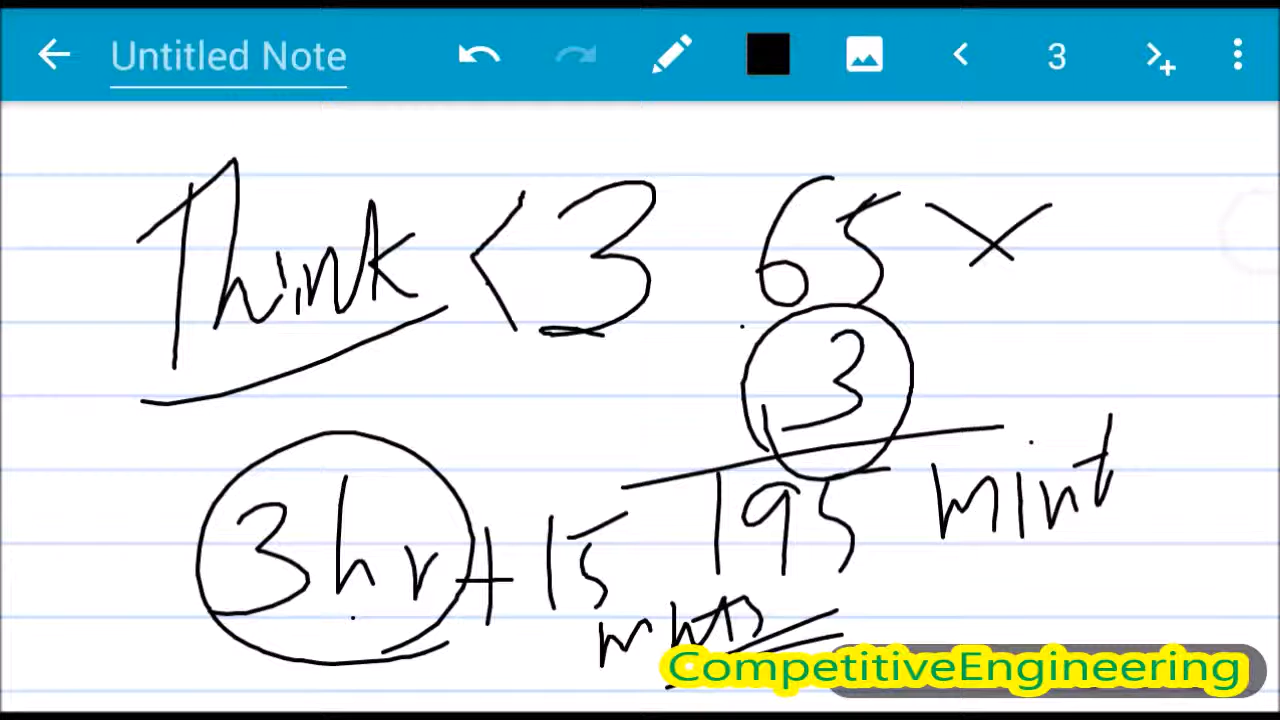 Untitled Note 3
Think < 3 65 ×
3
195 mint
3hr + 15
mnts
CompetitiveEngineering